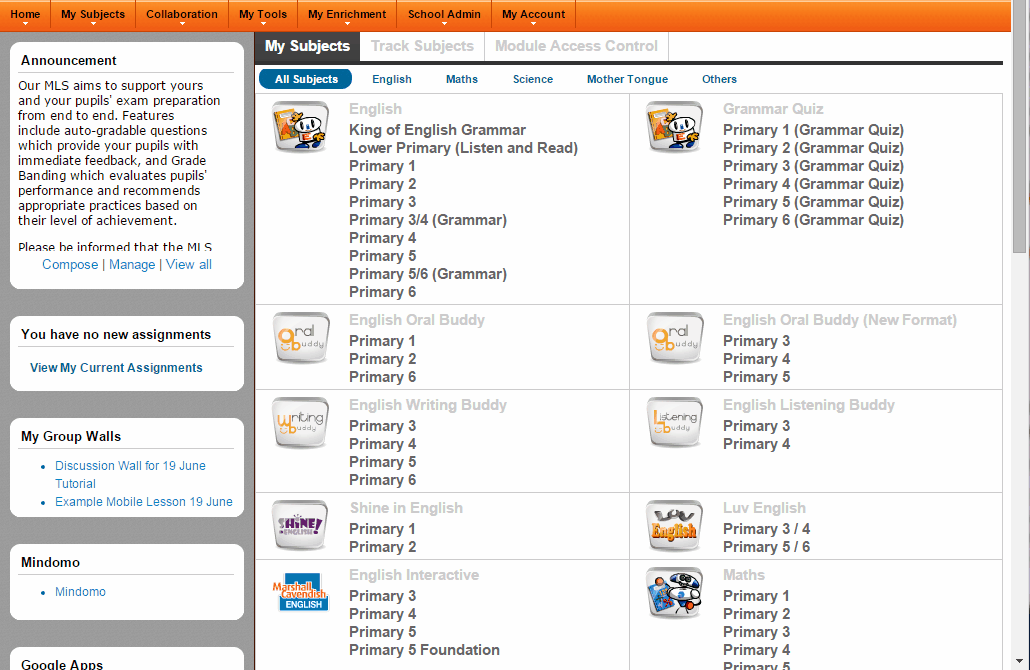 Home My Subjects Collaboration My Tools My Enrichment School Admin My Account
Announcement
Our MLS aims to support yours
and your pupils' exam preparation
from end to end. Features
include auto-gradable questions
which provide your pupils with
immediate feedback, and Grade
Banding which evaluates pupils'
performance and recommends
appropriate practices based on
their level of achievement.
Please be informed that the MLS
Compose | Manage | View all
You have no new assignments
View My Current Assignments
My Group Walls
Discussion Wall for 19 June
Tutorial
Example Mobile Lesson 19 June
Mindomo
Mindomo
Google Apps
My Subjects Track Subjects Module Access Control
All Subjects English Maths Science Mother Tongue Others
English
King of English Grammar
Lower Primary (Listen and Read)
Primary 1
Primary 2
Primary 3
Primary 3/4 (Grammar)
Primary 4
Primary 5
Primary 5/6 (Grammar)
Primary 6
Grammar Quiz
Primary 1 (Grammar Quiz)
Primary 2 (Grammar Quiz)
Primary 3 (Grammar Quiz)
Primary 4 (Grammar Quiz)
Primary 5 (Grammar Quiz)
Primary 6 (Grammar Quiz)
oral
buddy
English Oral Buddy
Primary 1
Primary 2
Primary 6
oral
buddy
English Oral Buddy (New Format)
Primary 3
Primary 4
Primary 5
writing
buddy
English Writing Buddy
Primary 3
Primary 4
Primary 5
Primary 6
Listening
buddy
English Listening Buddy
Primary 3
Primary 4
SHiNE!
IN ENGLISH
Shine in English
Primary 1
Primary 2
LUV
English
Luv English
Primary 3 / 4
Primary 5 / 6
Marshall
Cavendish
ENGLISH
English Interactive
Primary 3
Primary 4
Primary 5
Primary 5 Foundation
Maths
Primary 1
Primary 2
Primary 3
Primary 4
Primary 5